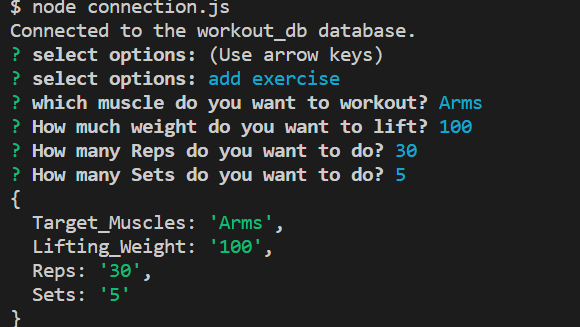 $ node connection.js
Connected to the workout_db database.
? select options: (Use arrow keys)
? select options: add exercise
? which muscle do you want to workout? Arms
? How much weight do you want to lift? 100
? How many Reps do you want to do? 30
? How many Sets do you want to do? 5
{
  Target_Muscles: 'Arms',
  Lifting_Weight: '100',
  Reps: '30',
  Sets: '5'
}